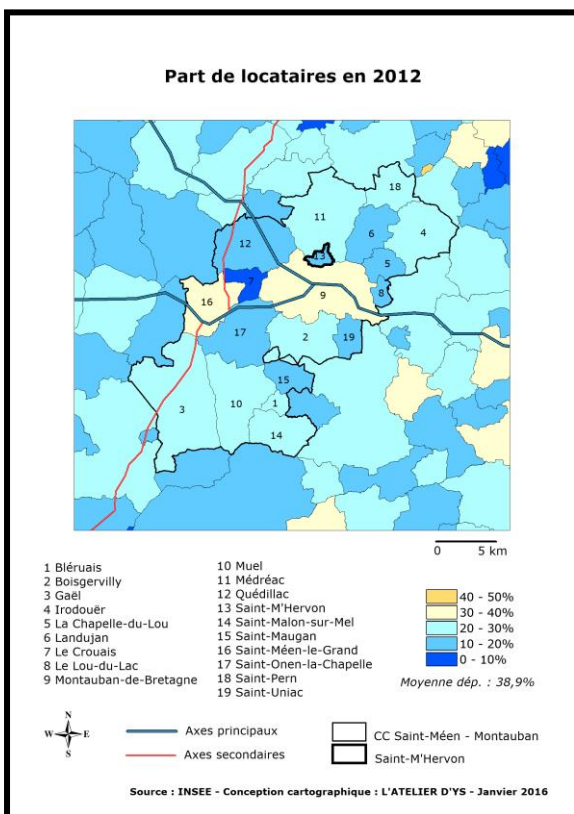 Part de locataires en 2012
18
11
12
6
4
13
5
7
8
16
9
17
2
19
15
3
10
1
14
0 5 km
1 Bléruais
2 Boisgervilly
3 Gaël
4 Irodouër
5 La Chapelle-du-Lou
6 Landujan
7 Le Crouais
8 Le Lou-du-Lac
9 Montauban-de-Bretagne
10 Muel
11 Médréac
12 Quédillac
13 Saint-M'Hervon
14 Saint-Malon-sur-Mel
15 Saint-Maugan
16 Saint-Méen-le-Grand
17 Saint-Onen-la-Chapelle
18 Saint-Pern
19 Saint-Uniac
40 - 50%
30 - 40%
20 - 30%
10 - 20%
0 - 10%
Moyenne dép. : 38,9%
N
W E
S
Axes principaux
Axes secondaires
CC Saint-Méen - Montauban
Saint-M'Hervon
Source : INSEE - Conception cartographique : L'ATELIER D'YS - Janvier 2016